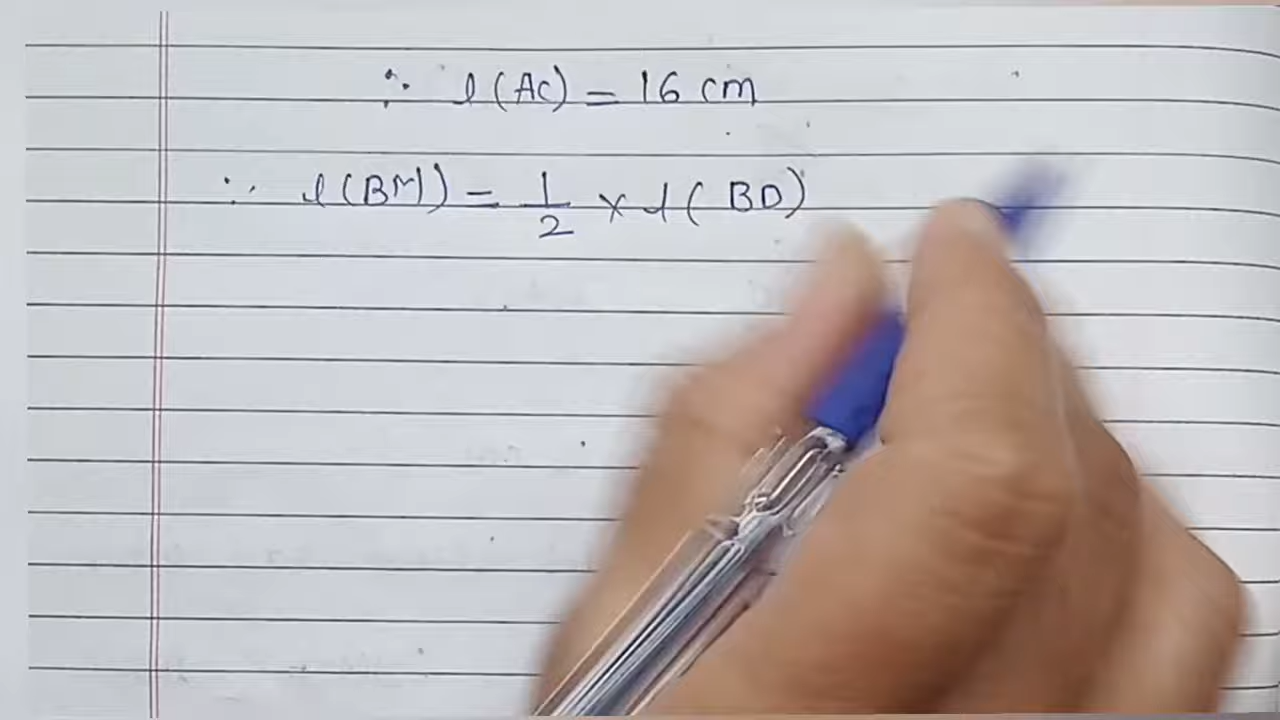 ∴ l(AC) = 16 cm
∴ l(BM) = 1/2 × l(BD)